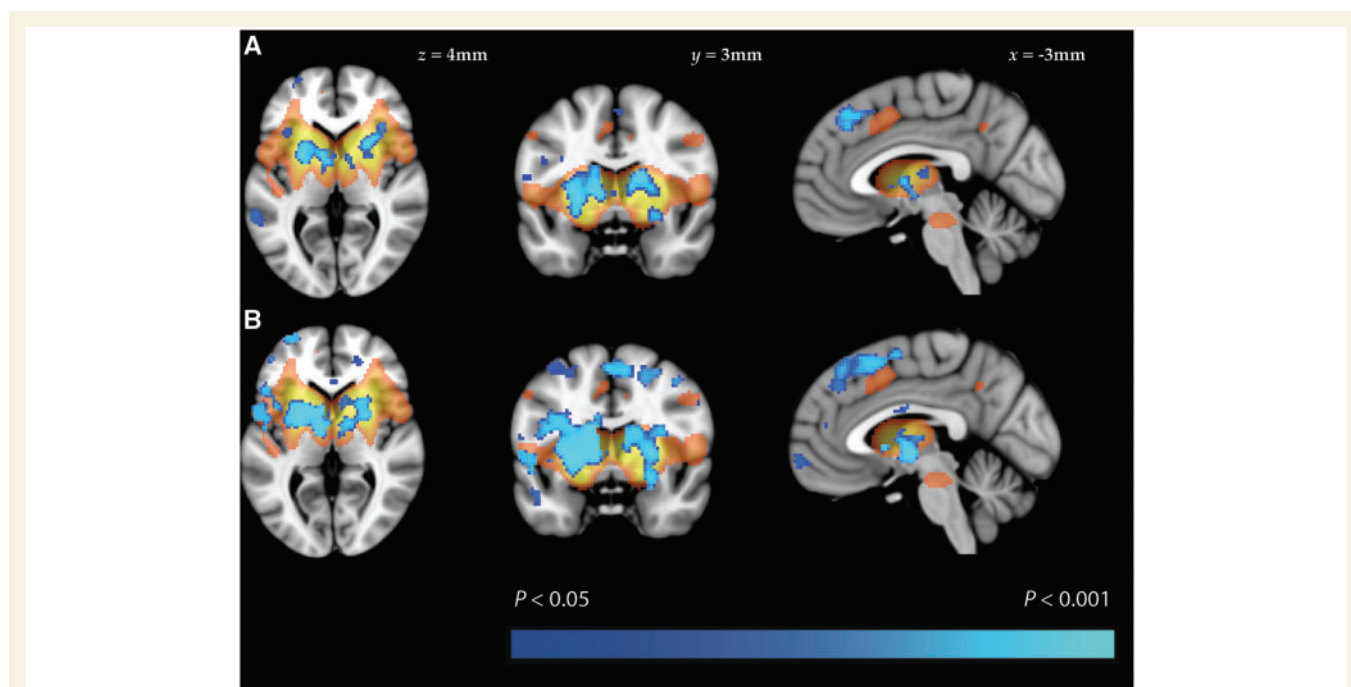 A
z = 4mm
y = 3mm
x = -3mm
B
P < 0.05
P < 0.001